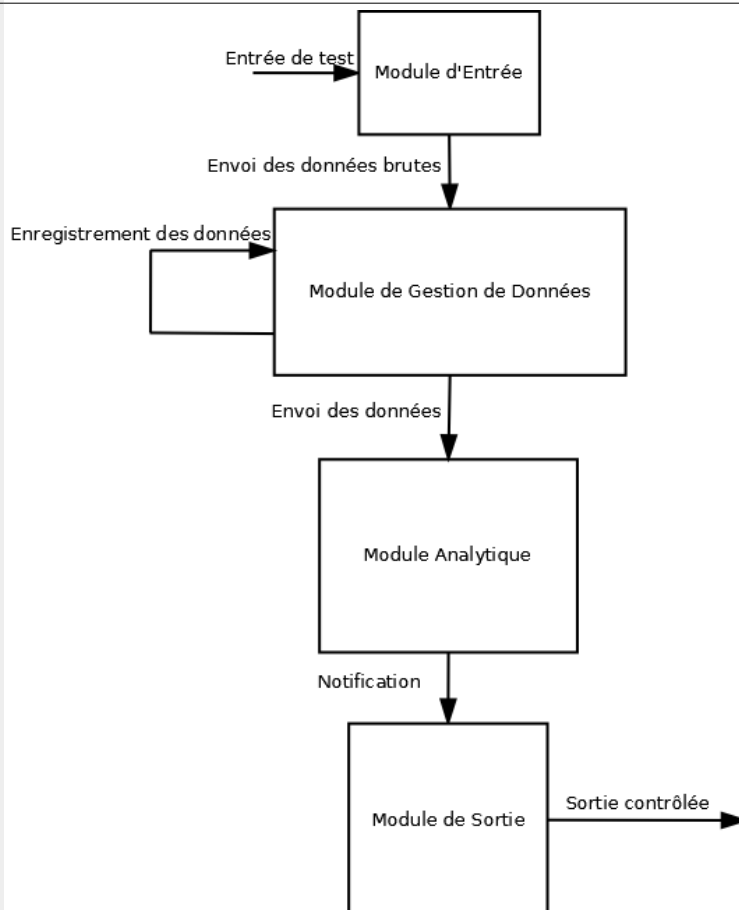 Entrée de test
Module d'Entrée
Envoi des données brutes
Enregistrement des données
Module de Gestion de Données
Envoi des données
Module Analytique
Notification
Module de Sortie
Sortie contrôlée